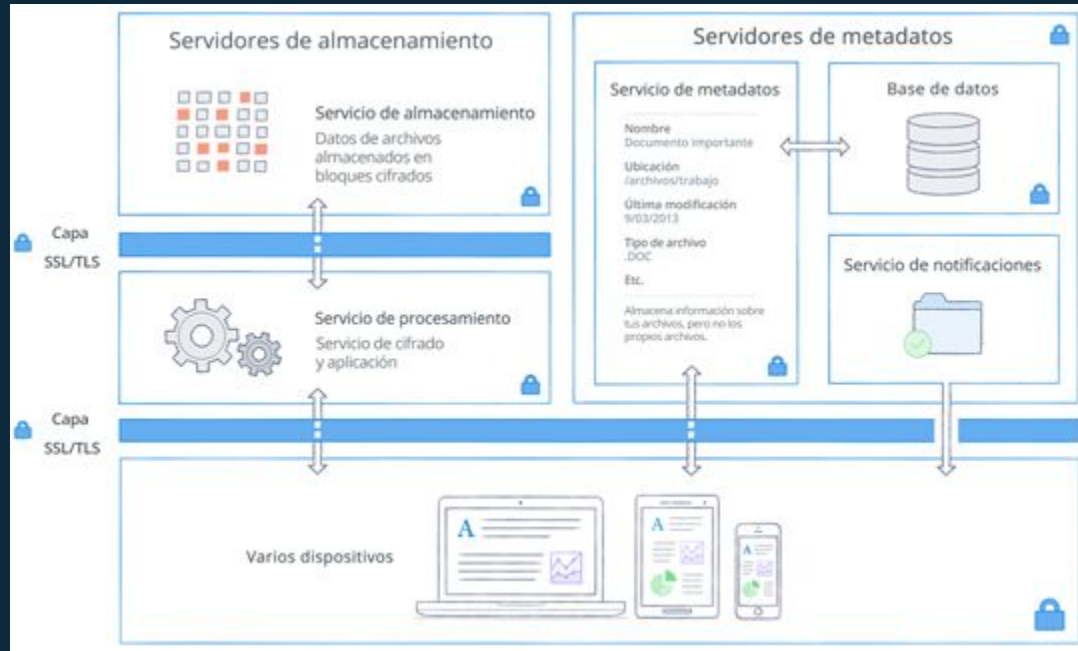 Servidores de almacenamiento
Servicio de almacenamiento
Datos de archivos
almacenados en
bloques cifrados
Capa
SSL/TLS
Servicio de procesamiento
Servicio de cifrado
y aplicación
Servidores de metadatos
Servicio de metadatos
Nombre
Documento importante
Ubicación
/archivos/trabajo
Última modificación
9/03/2013
Tipo de archivo
.DOC
Etc.
Almacena información sobre
tus archivos, pero no los
propios archivos.
Base de datos
Servicio de notificaciones
Capa
SSL/TLS
Varios dispositivos
A
A
A